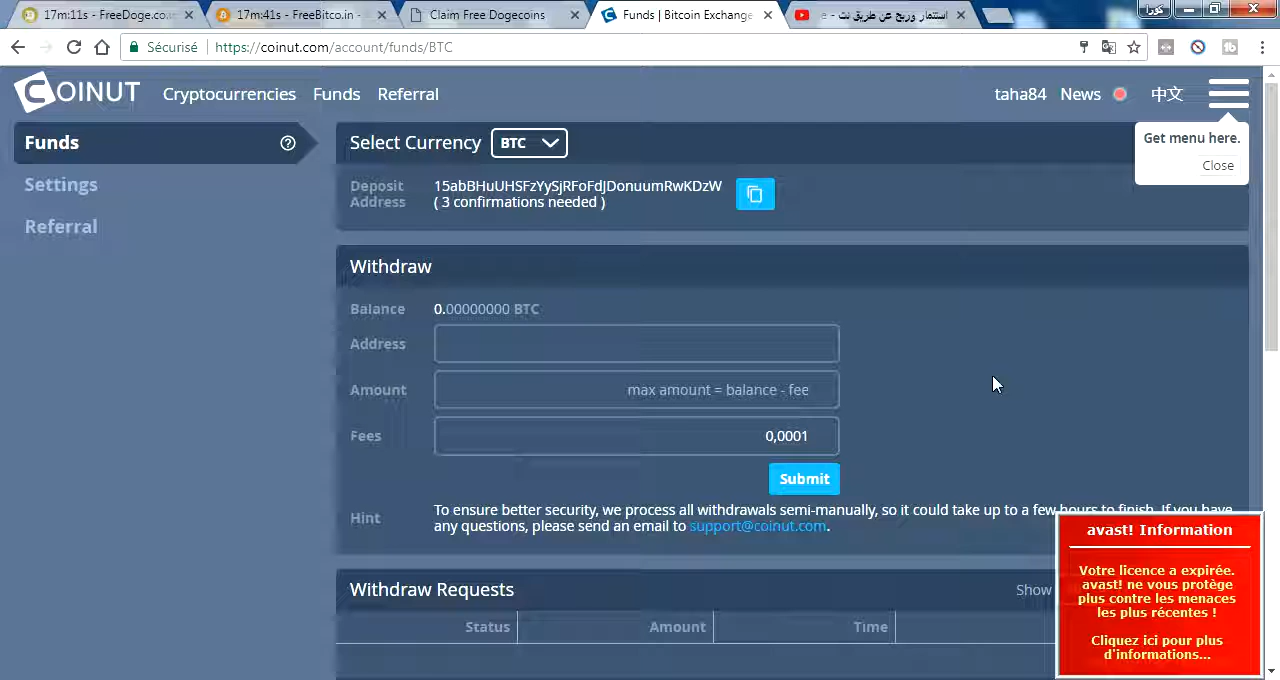 17m:11s - FreeDoge.co.
17m:41s - FreeBitco.in -
Claim Free Dogecoins
Funds | Bitcoin Exchange
استثمار وربح عن طريق نت - e
كورا
Sécurisé
https://coinut.com/account/funds/BTC
COINUT
Cryptocurrencies
Funds
Referral
taha84
News
中文
Get menu here.
Close
Funds
Settings
Referral
Select Currency
BTC
Deposit
Address
15abBHuUHSFzYySjRFoFdJDonuumRwKDzW
( 3 confirmations needed )
Withdraw
Balance
0.00000000 BTC
Address
Amount
max amount = balance - fee
Fees
0,0001
Submit
Hint
To ensure better security, we process all withdrawals semi-manually, so it could take up to a few hours to finish. If you have
any questions, please send an email to support@coinut.com.
Withdraw Requests
Show
Status
Amount
Time
avast! Information
Votre licence a expirée.
avast! ne vous protège
plus contre les menaces
les plus récentes !
Cliquez ici pour plus
d'informations...